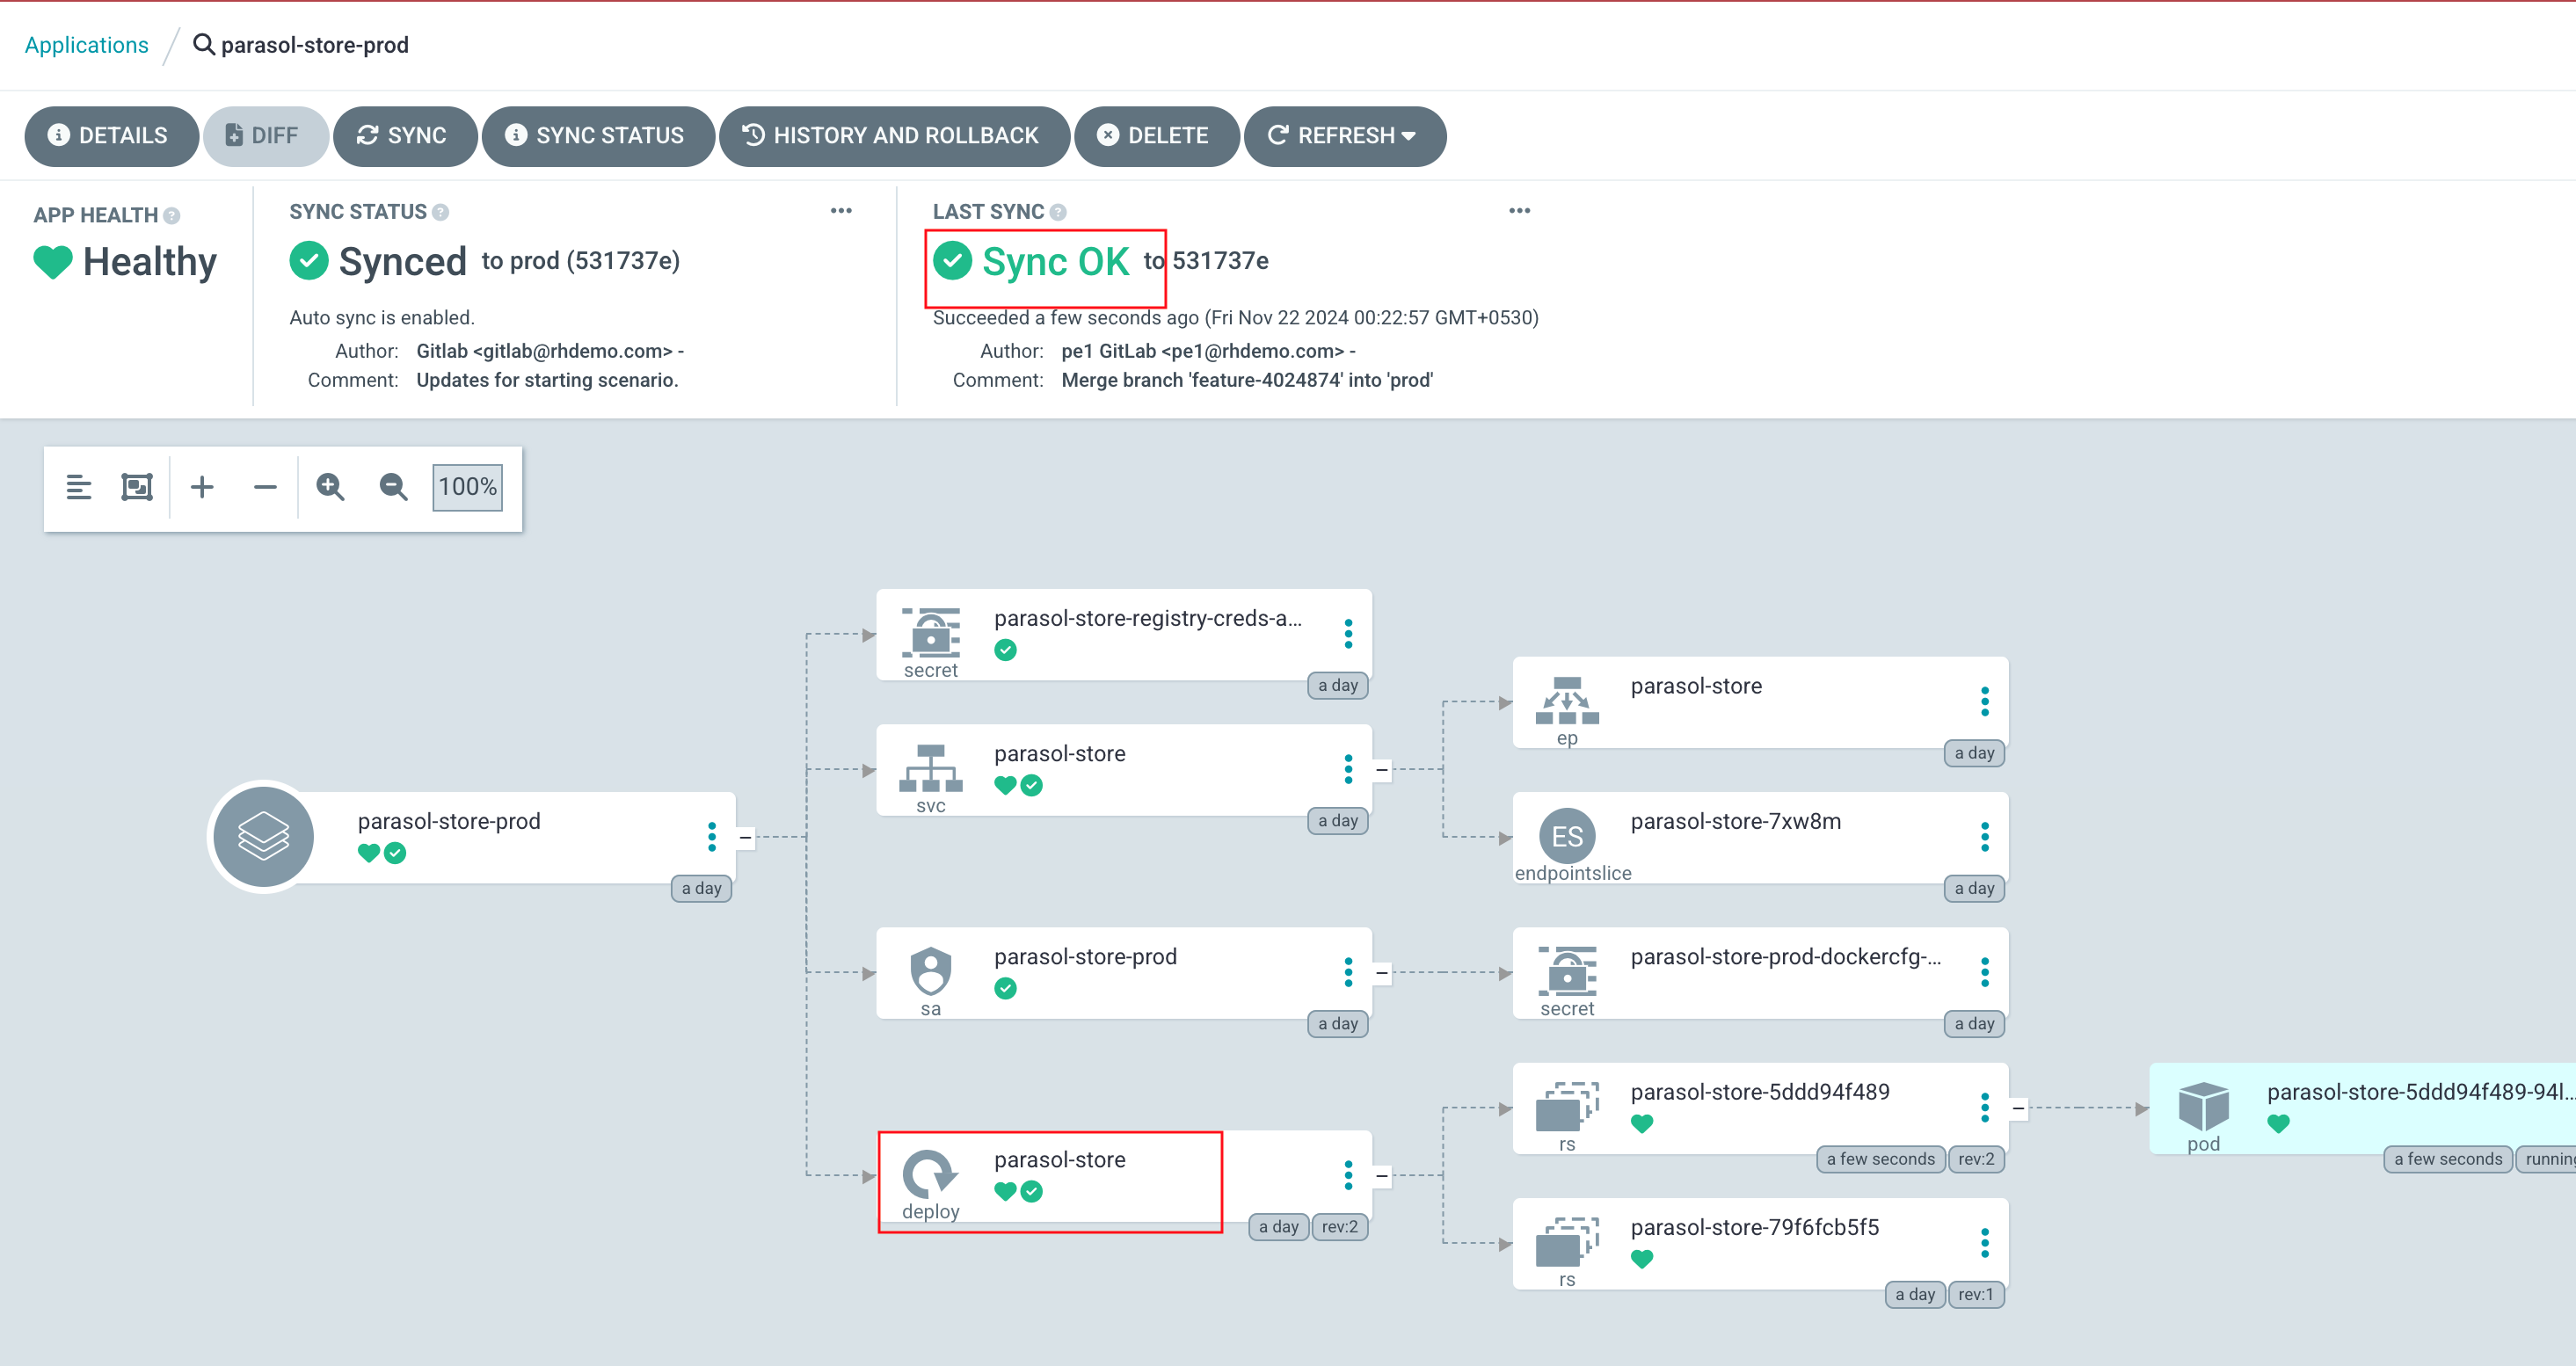 Applications / parasol-store-prod
DETAILS DIFF SYNC SYNC STATUS HISTORY AND ROLLBACK DELETE REFRESH
APP HEALTH
Healthy
SYNC STATUS
Synced to prod (531737e)
Auto sync is enabled.
Author: Gitlab <gitlab@rhdemo.com> -
Comment: Updates for starting scenario.
LAST SYNC
Sync OK to 531737e
Succeeded a few seconds ago (Fri Nov 22 2024 00:22:57 GMT+0530)
Author: pe1 GitLab <pe1@rhdemo.com> -
Comment: Merge branch 'feature-4024874' into 'prod'
100%
parasol-store-prod
a day
parasol-store-registry-creds-a...
secret
a day
parasol-store
svc
a day
parasol-store-prod
sa
a day
parasol-store
deploy
a day rev:2
parasol-store
ep
a day
ES
parasol-store-7xw8m
endpointslice
a day
parasol-store-prod-dockercfg-...
secret
a day
parasol-store-5ddd94f489
rs
a few seconds rev:2
parasol-store-79f6fcb5f5
rs
a day rev:1
parasol-store-5ddd94f489-94l...
pod
a few seconds running